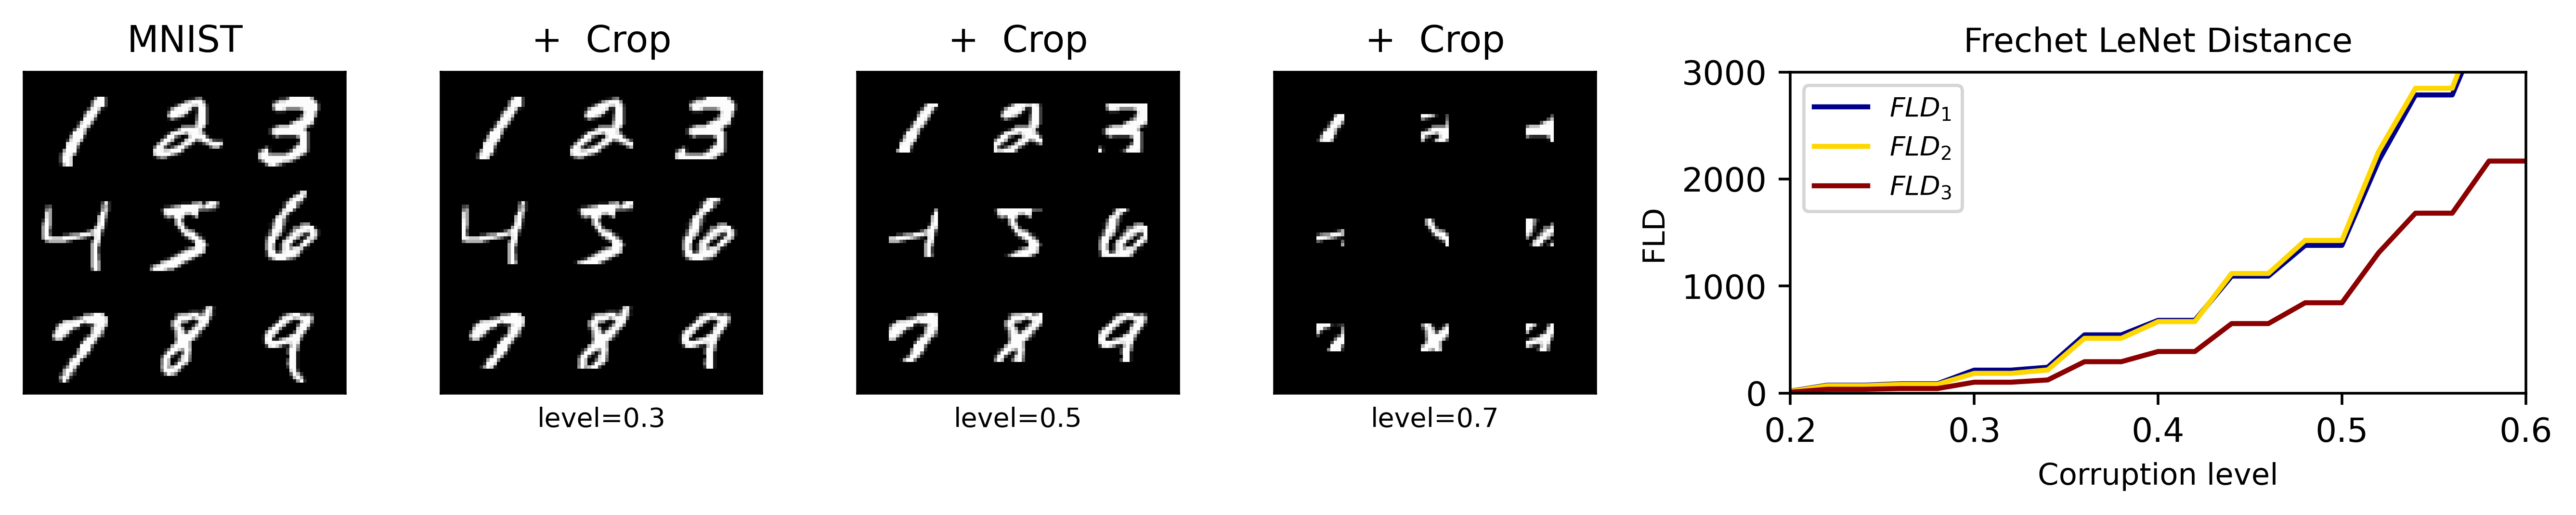 MNIST
1 2 3
4 5 6
7 8 9
+ Crop
1 2 3
4 5 6
7 8 9
level=0.3
+ Crop
1 2 3
4 5 6
7 8 9
level=0.5
+ Crop
level=0.7
Frechet LeNet Distance
FLD
3000
2000
1000
0
FLD₁
FLD₂
FLD₃
0.2 0.3 0.4 0.5 0.6
Corruption level